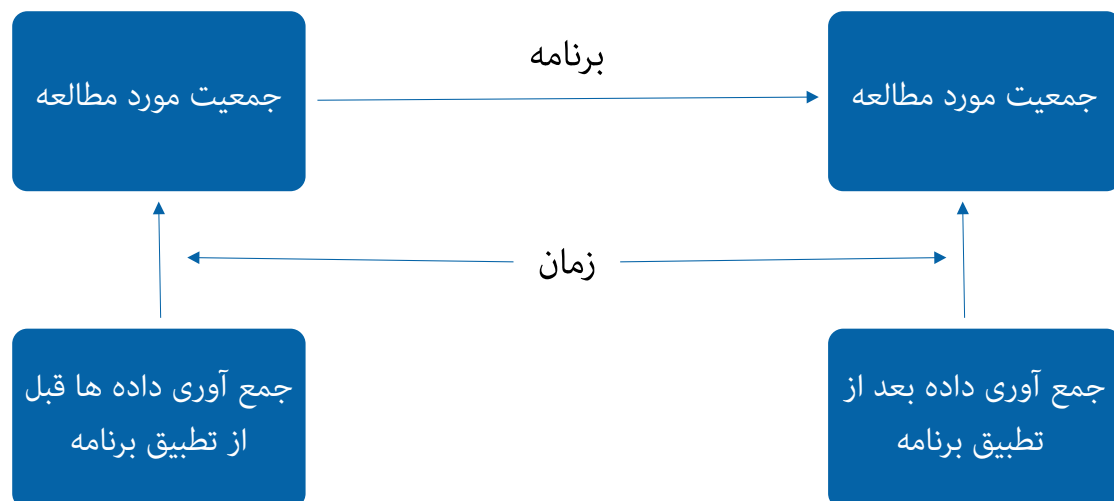 برنامه
جمعیت مورد مطالعه
جمعیت مورد مطالعه
زمان
جمع آوری داده بعد از
تطبیق برنامه
جمع آوری داده ها قبل
از تطبیق برنامه